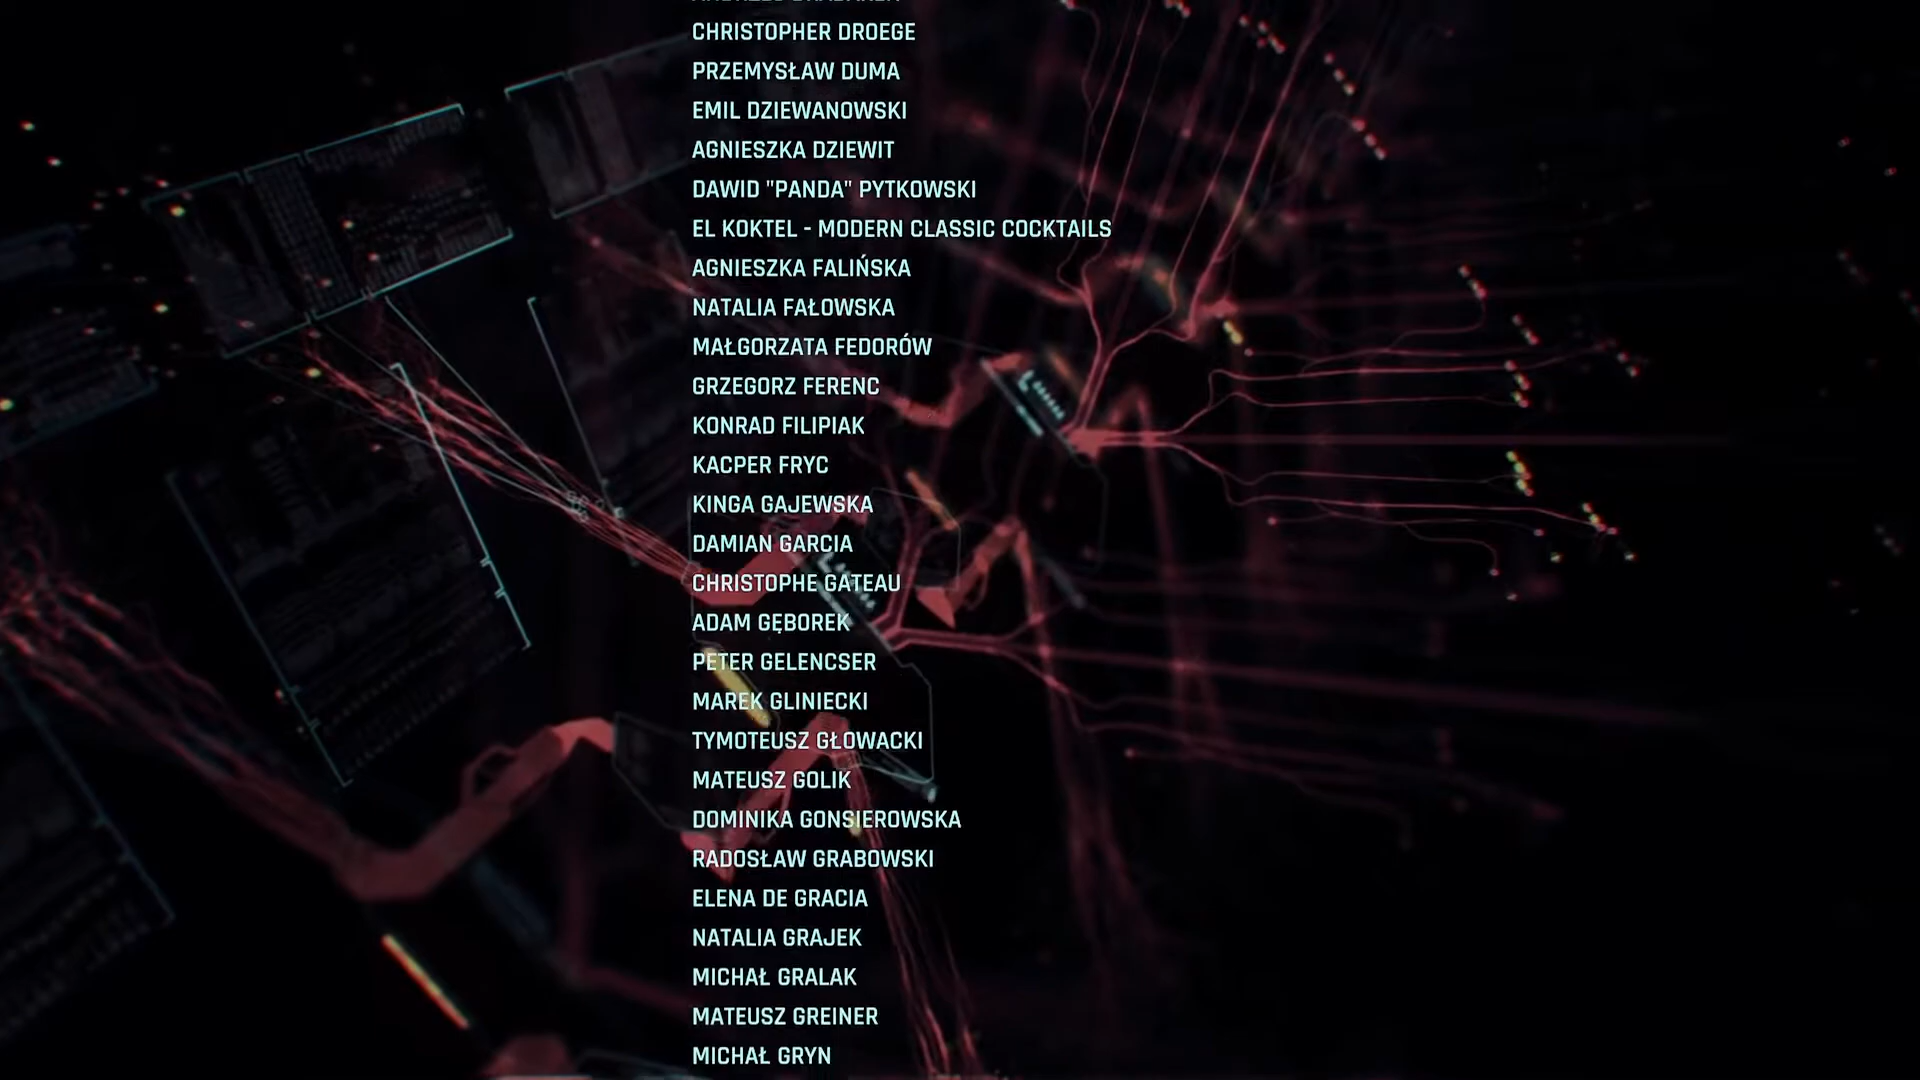 CHRISTOPHER DROEGE
PRZEMYSŁAW DUMA
EMIL DZIEWANOWSKI
AGNIESZKA DZIEWIT
DAWID "PANDA" PYTKOWSKI
EL KOKTEL - MODERN CLASSIC COCKTAILS
AGNIESZKA FALIŃSKA
NATALIA FAŁOWSKA
MAŁGORZATA FEDORÓW
GRZEGORZ FERENC
KONRAD FILIPIAK
KACPER FRYC
KINGA GAJEWSKA
DAMIAN GARCIA
CHRISTOPHE GATEAU
ADAM GĘBOREK
PETER GELENCSER
MAREK GLINIECKI
TYMOTEUSZ GŁOWACKI
MATEUSZ GOLIK
DOMINIKA GONSIEROWSKA
RADOSŁAW GRABOWSKI
ELENA DE GRACIA
NATALIA GRAJEK
MICHAŁ GRALAK
MATEUSZ GREINER
MICHAŁ GRYN